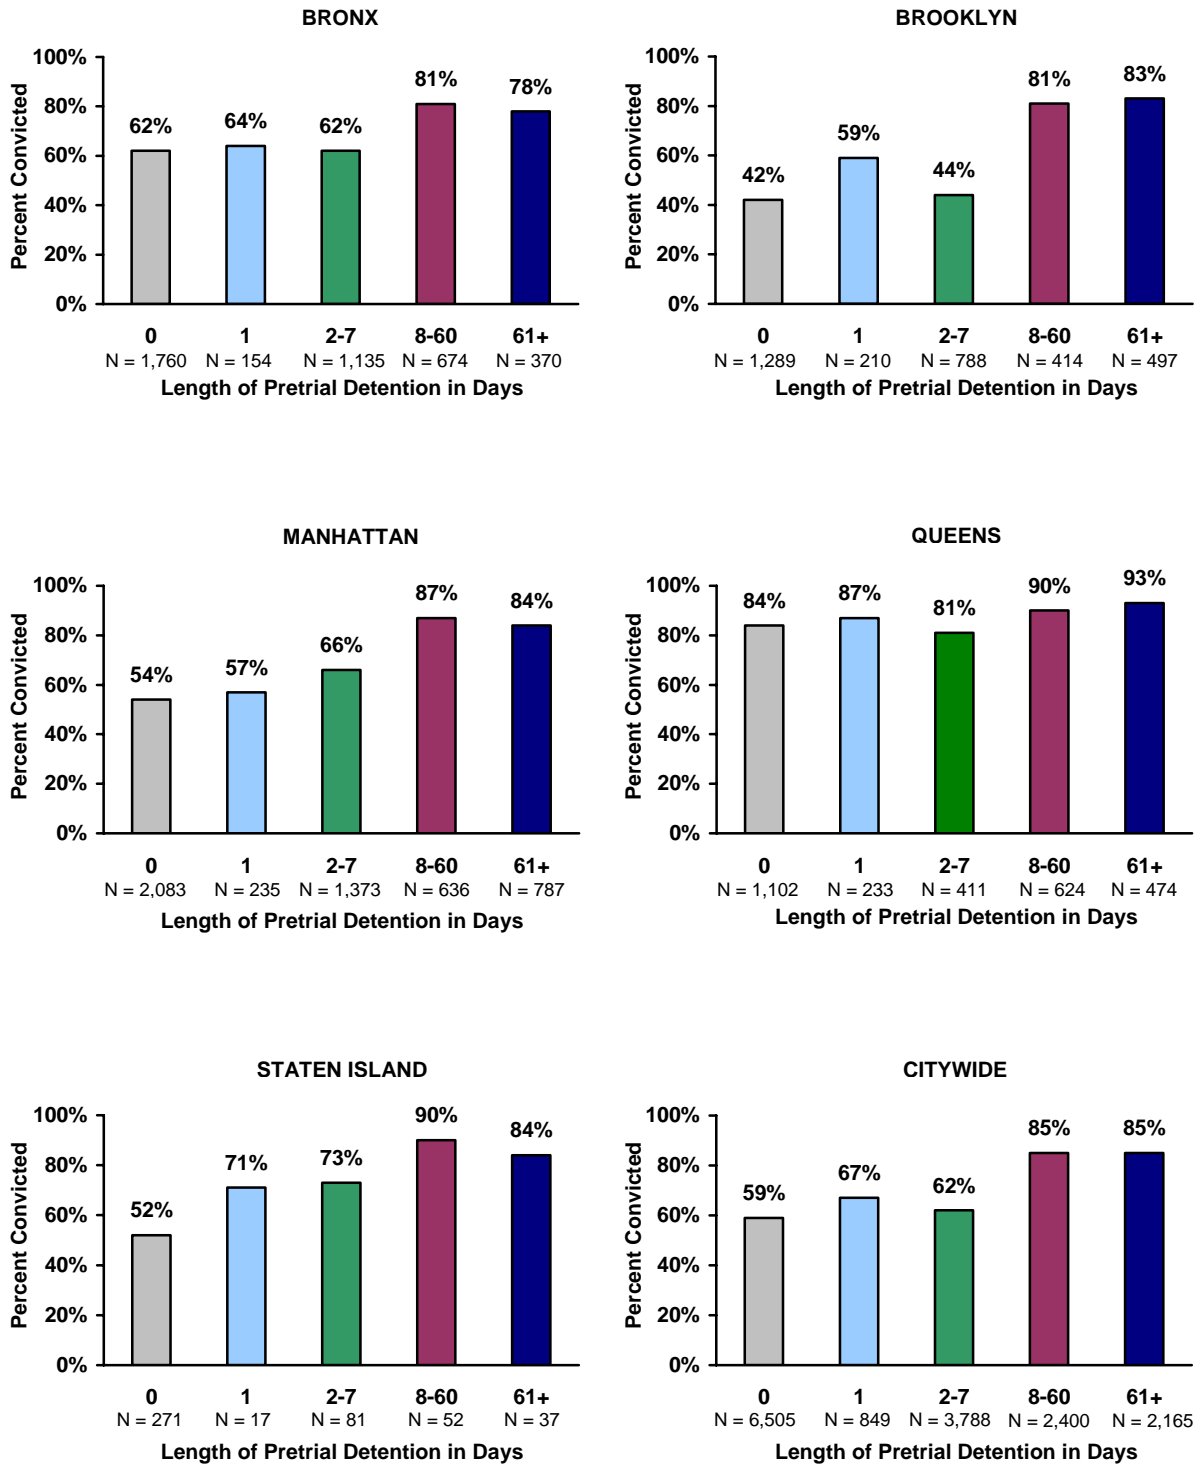 BRONX
100%
80%
60%
40%
20%
0%
Percent Convicted
62%
64%
62%
81%
78%
0 1 2-7 8-60 61+
N = 1,760 N = 154 N = 1,135 N = 674 N = 370
Length of Pretrial Detention in Days
BROOKLYN
100%
80%
60%
40%
20%
0%
Percent Convicted
42%
59%
44%
81%
83%
0 1 2-7 8-60 61+
N = 1,289 N = 210 N = 788 N = 414 N = 497
Length of Pretrial Detention in Days
MANHATTAN
100%
80%
60%
40%
20%
0%
Percent Convicted
54%
57%
66%
87%
84%
0 1 2-7 8-60 61+
N = 2,083 N = 235 N = 1,373 N = 636 N = 787
Length of Pretrial Detention in Days
QUEENS
100%
80%
60%
40%
20%
0%
Percent Convicted
84%
87%
81%
90%
93%
0 1 2-7 8-60 61+
N = 1,102 N = 233 N = 411 N = 624 N = 474
Length of Pretrial Detention in Days
STATEN ISLAND
100%
80%
60%
40%
20%
0%
Percent Convicted
52%
71%
73%
90%
84%
0 1 2-7 8-60 61+
N = 271 N = 17 N = 81 N = 52 N = 37
Length of Pretrial Detention in Days
CITYWIDE
100%
80%
60%
40%
20%
0%
Percent Convicted
59%
67%
62%
85%
85%
0 1 2-7 8-60 61+
N = 6,505 N = 849 N = 3,788 N = 2,400 N = 2,165
Length of Pretrial Detention in Days